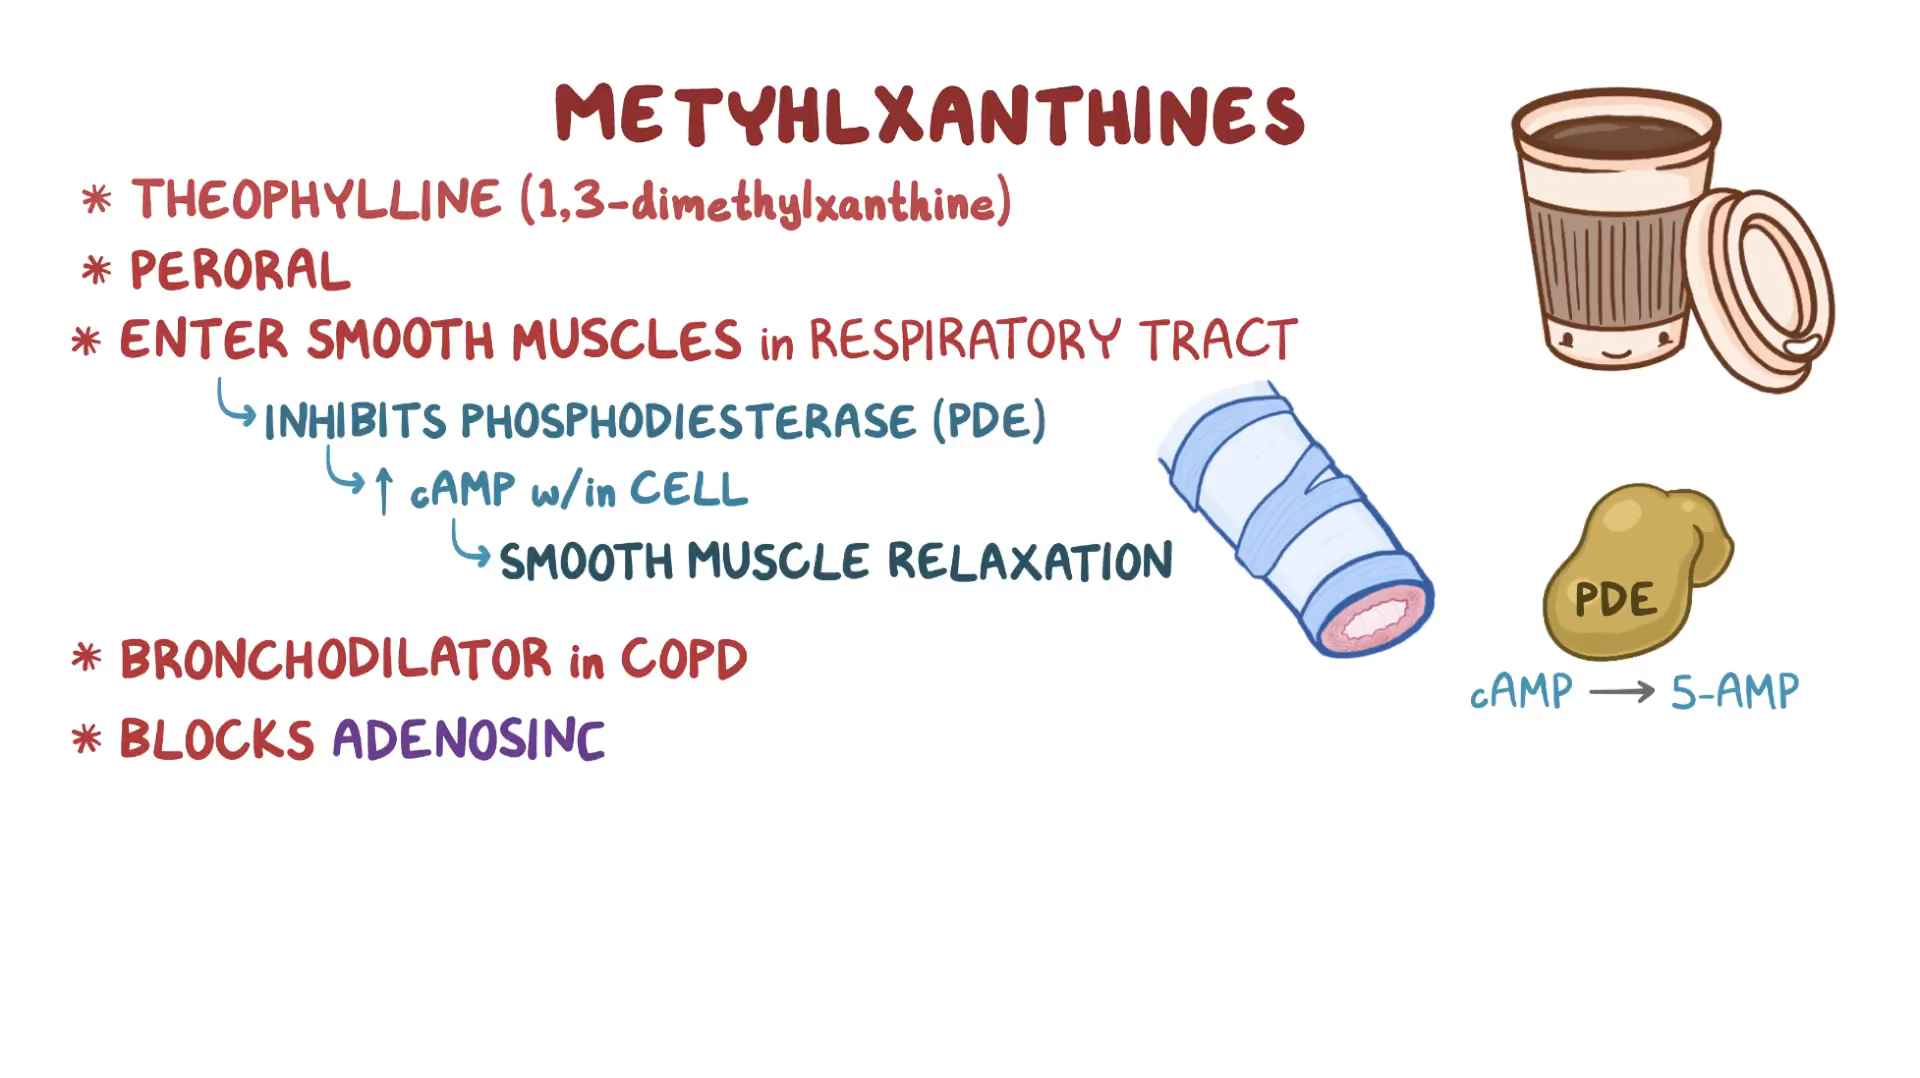 METYHLXANTHINES
* THEOPHYLLINE (1,3-dimethylxanthine)
* PERORAL
* ENTER SMOOTH MUSCLES in RESPIRATORY TRACT
INHIBITS PHOSPHODIESTERASE (PDE)
↑ cAMP w/in CELL
SMOOTH MUSCLE RELAXATION
* BRONCHODILATOR in COPD
* BLOCKS ADENOSINC
PDE
cAMP → 5-AMP